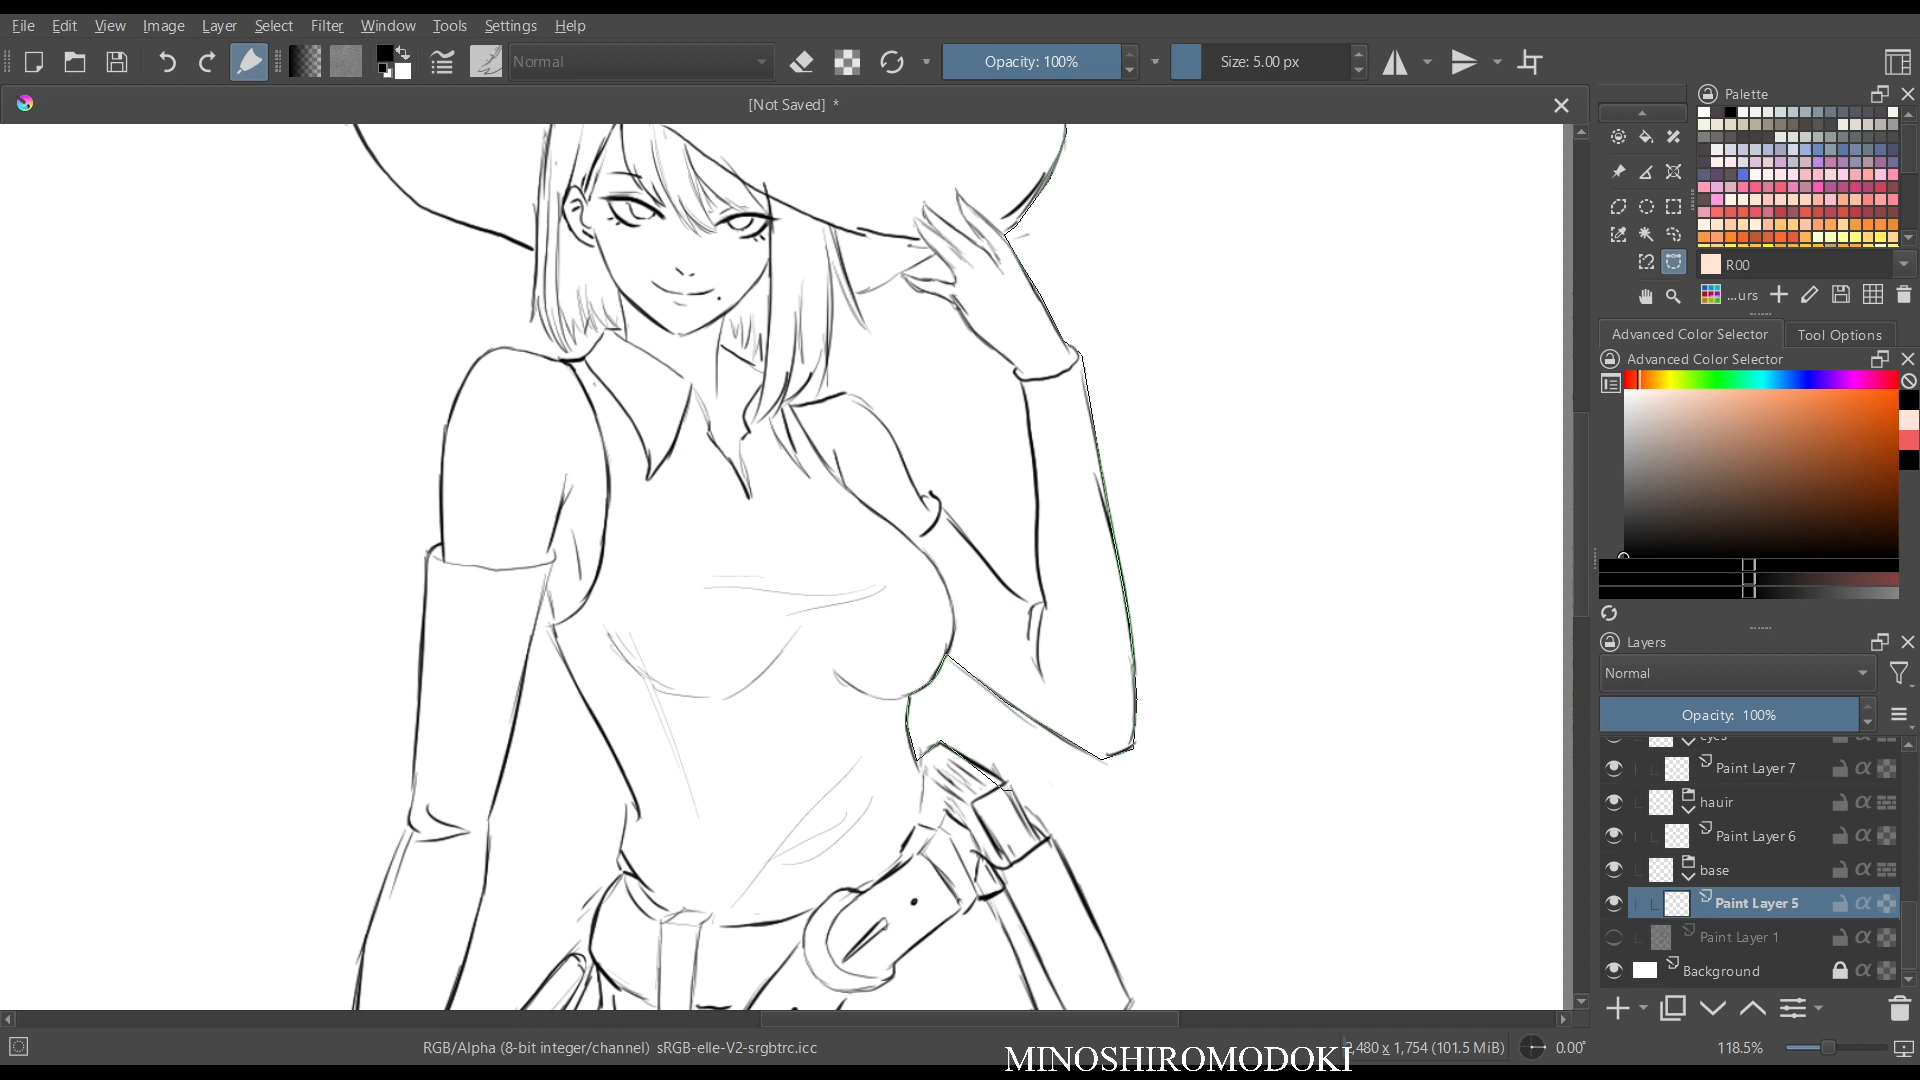 File Edit View Image Layer Select Filter Window Tools Settings Help
Normal
Opacity: 100%
Size: 5.00 px
[Not Saved] *
Palette
R00
...urs
Advanced Color Selector
Tool Options
Advanced Color Selector
Layers
Normal
Opacity: 100%
eyes
Paint Layer 7
hauir
Paint Layer 6
base
Paint Layer 5
Paint Layer 1
Background
RGB/Alpha (8-bit integer/channel) sRGB-elle-V2-srgbtrc.icc
2,480 x 1,754 (101.5 MiB)
0.00°
118.5%
MINOSHIROMODOKI